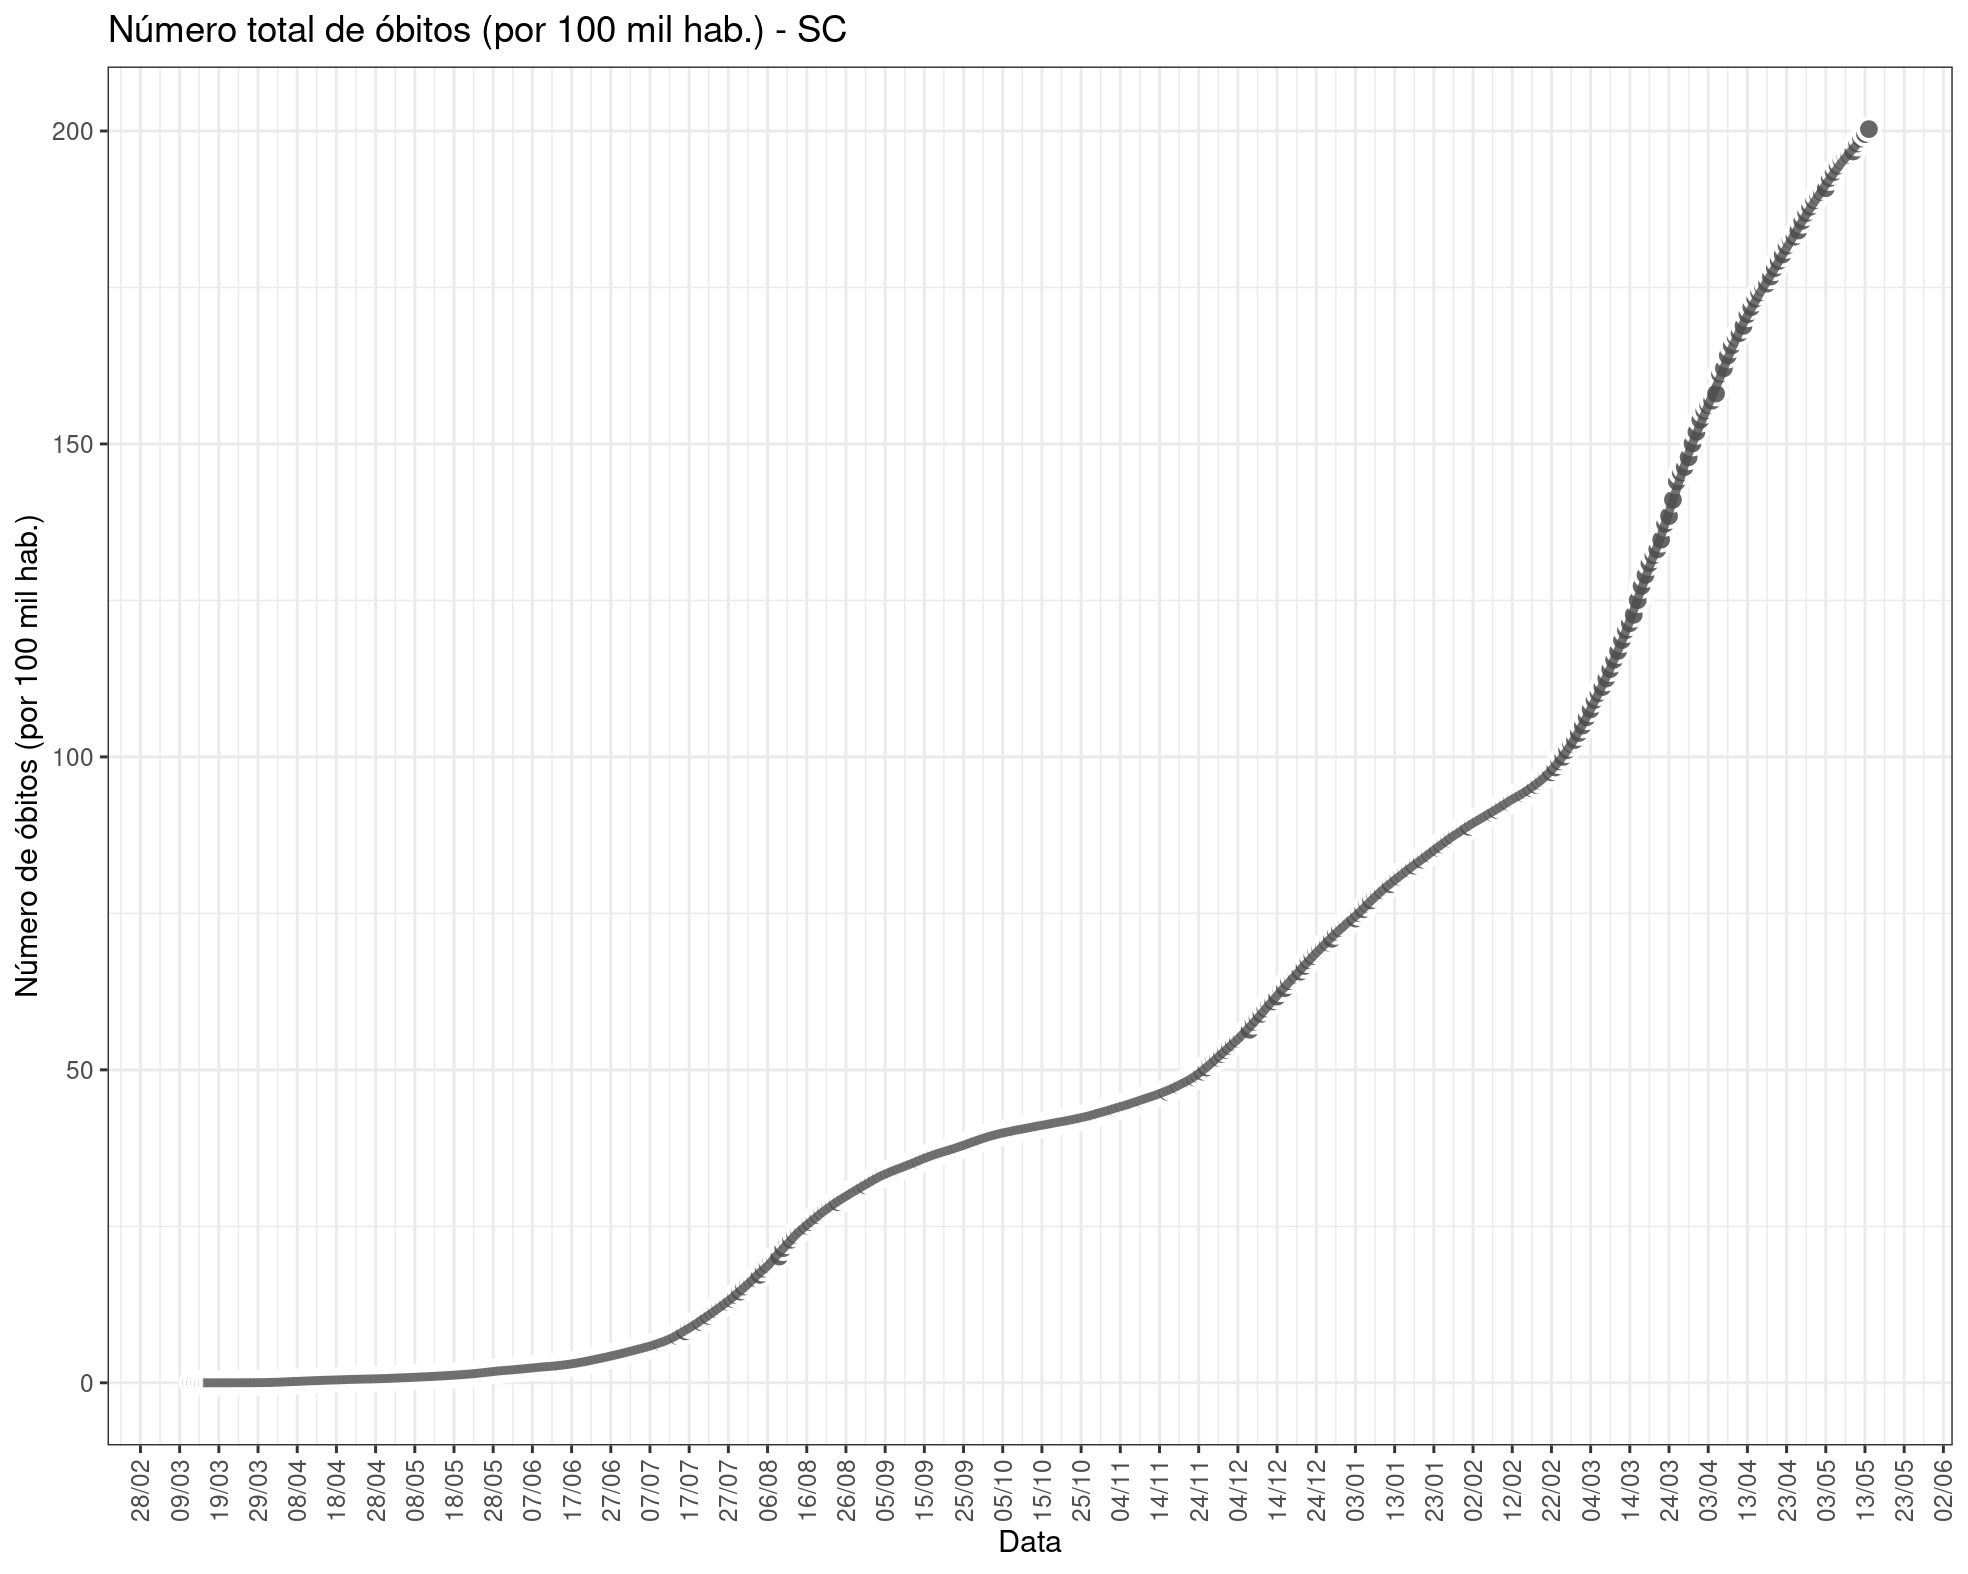 Número total de óbitos (por 100 mil hab.) - SC
Número de óbitos (por 100 mil hab.)
200
150
100
50
0
28/02 09/03 19/03 29/03 08/04 18/04 28/04 08/05 18/05 28/05 07/06 17/06 27/06 07/07 17/07 27/07 06/08 16/08 26/08 05/09 15/09 25/09 05/10 15/10 25/10 04/11 14/11 24/11 04/12 14/12 24/12 03/01 13/01 23/01 02/02 12/02 22/02 04/03 14/03 24/03 03/04 13/04 23/04 03/05 13/05 23/05 02/06
Data